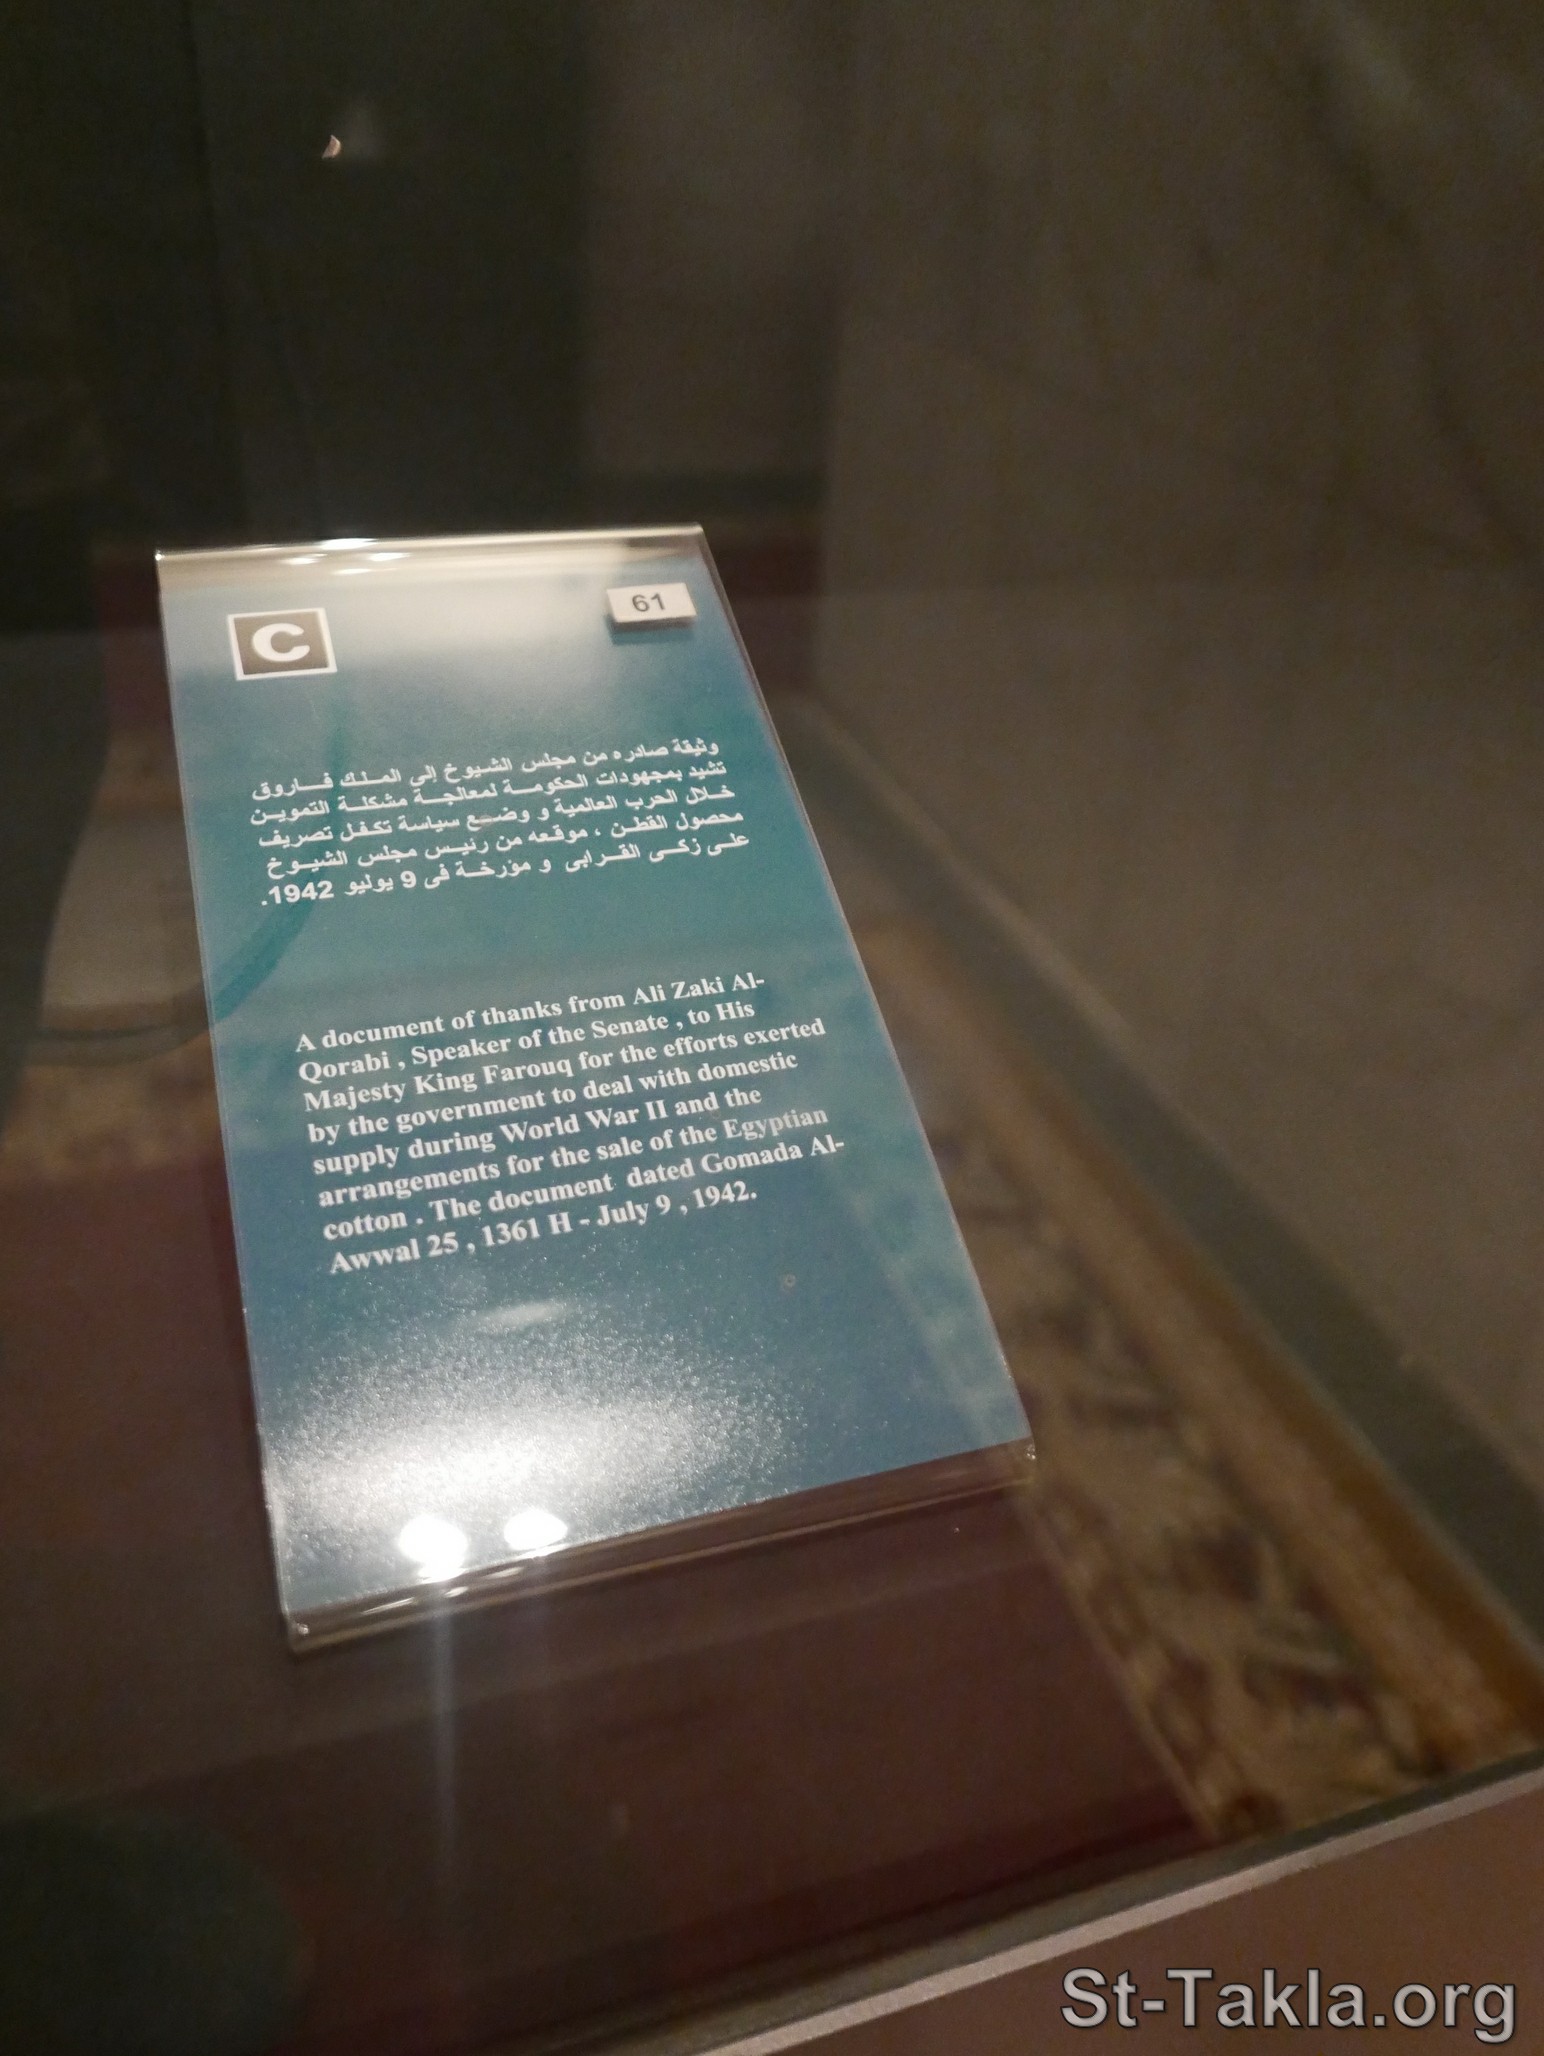 C
61
وثيقة صادره من مجلس الشيوخ إلى الملك فاروق
تشيد بمجهودات الحكومة لمعالجة مشكلة التموين
خلال الحرب العالمية و وضع سياسة تكفل تصريف
محصول القطن ، موقعه من رئيس مجلس الشيوخ
على زكى القرابى و مؤرخة فى 9 يوليو 1942.
A document of thanks from Ali Zaki Al-
Qorabi , Speaker of the Senate , to His
Majesty King Farouq for the efforts exerted
by the government to deal with domestic
supply during World War II and the
arrangements for the sale of the Egyptian
cotton . The document dated Gomada Al-
Awwal 25 , 1361 H - July 9 , 1942.
St-Takla.org